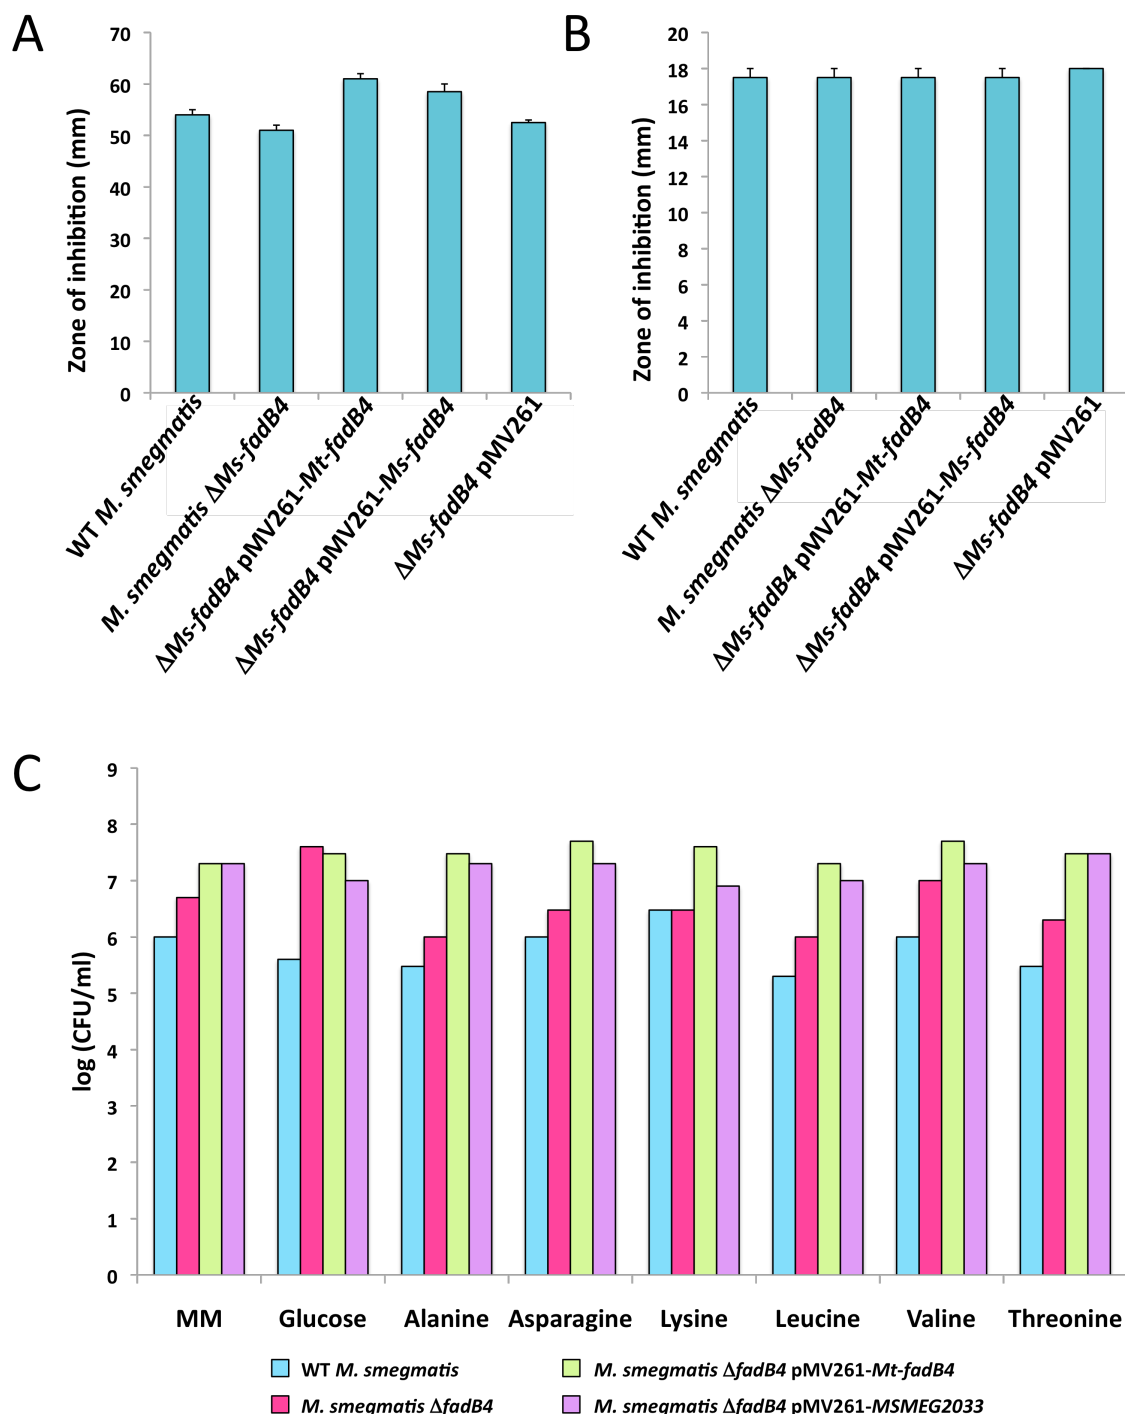 A
B
Zone of inhibition (mm)
70
60
50
40
30
20
10
0
WT M. smegmatis
M. smegmatis ΔMs-fadB4
ΔMs-fadB4 pMV261-Mt-fadB4
ΔMs-fadB4 pMV261-Ms-fadB4
ΔMs-fadB4 pMV261
Zone of inhibition (mm)
20
18
16
14
12
10
8
6
4
2
0
WT M. smegmatis
M. smegmatis ΔMs-fadB4
ΔMs-fadB4 pMV261-Mt-fadB4
ΔMs-fadB4 pMV261-Ms-fadB4
ΔMs-fadB4 pMV261
C
log (CFU/ml)
9
8
7
6
5
4
3
2
1
0
MM Glucose Alanine Asparagine Lysine Leucine Valine Threonine
WT M. smegmatis
M. smegmatis ΔfadB4 pMV261-Mt-fadB4
M. smegmatis ΔfadB4
M. smegmatis ΔfadB4 pMV261-MSMEG2033